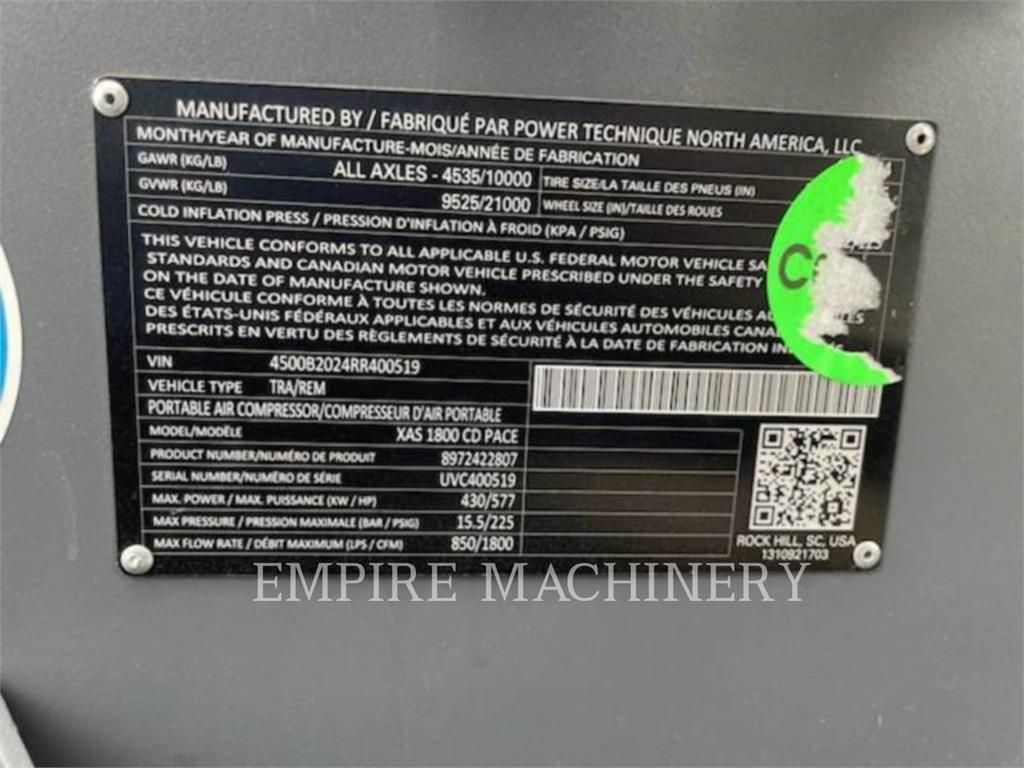 MANUFACTURED BY / FABRIQUÉ PAR POWER TECHNIQUE NORTH AMERICA, LLC
MONTH/YEAR OF MANUFACTURE-MOIS/ANNÉE DE FABRICATION
GAWR (KG/LB) ALL AXLES - 4535/10000 TIRE SIZE/LA TAILLE DES PNEUS (IN)
GVWR (KG/LB) 9525/21000 WHEEL SIZE (IN)/TAILLE DES ROUES
COLD INFLATION PRESS / PRESSION D'INFLATION À FROID (KPA / PSIG)
THIS VEHICLE CONFORMS TO ALL APPLICABLE U.S. FEDERAL MOTOR VEHICLE
STANDARDS AND CANADIAN MOTOR VEHICLE PRESCRIBED UNDER THE SAFETY
ON THE DATE OF MANUFACTURE SHOWN.
CE VÉHICULE CONFORME À TOUTES LES NORMES DE SÉCURITÉ DES VÉHICULES
DES ÉTATS-UNIS FÉDÉRAUX APPLICABLES ET AUX VÉHICULES AUTOMOBILES
PRESCRITS EN VERTU DES RÈGLEMENTS DE SÉCURITÉ À LA DATE DE FABRICATION
VIN 4500B2024RR400519
VEHICLE TYPE TRA/REM
PORTABLE AIR COMPRESSOR/COMPRESSEUR D'AIR PORTABLE
MODEL/MODÈLE XAS 1800 CD PACE
PRODUCT NUMBER/NUMÉRO DE PRODUIT 8972422807
SERIAL NUMBER/NUMÉRO DE SÉRIE UVC400519
MAX. POWER / MAX. PUISSANCE (KW / HP) 430/577
MAX PRESSURE / PRESSION MAXIMALE (BAR / PSIG) 15.5/225
MAX FLOW RATE / DÉBIT MAXIMUM (LPS / CFM) 850/1800
ROCK HILL, SC, USA
1310921703
EMPIRE MACHINERY